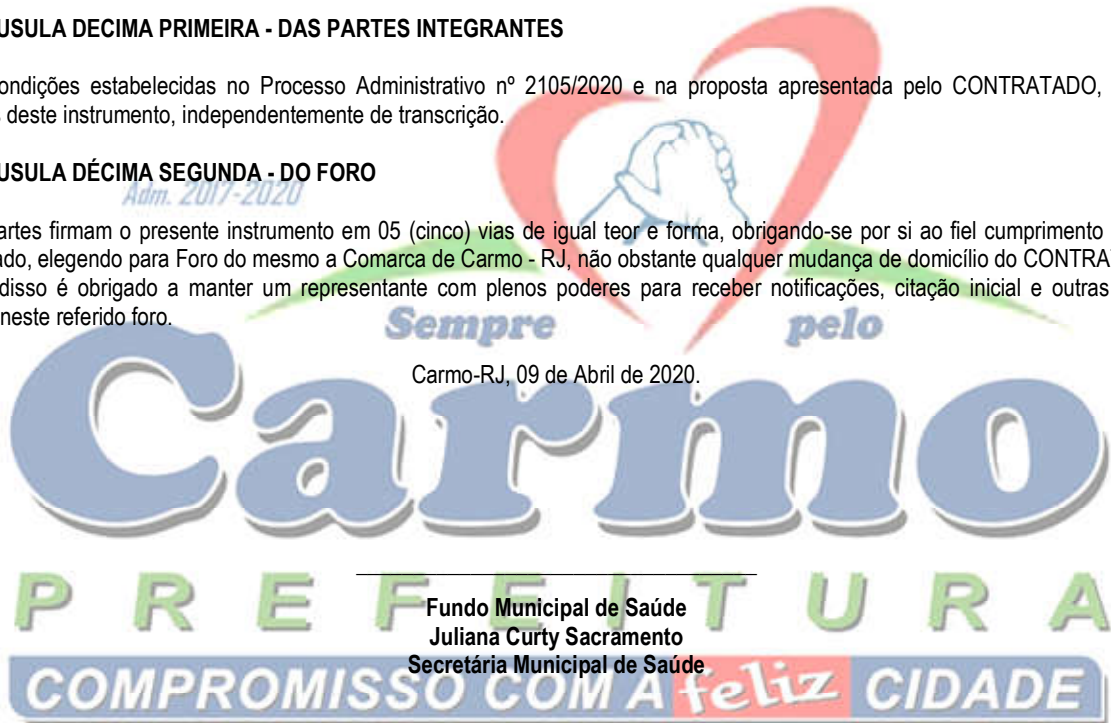 USULA DECIMA PRIMEIRA - DAS PARTES INTEGRANTES
ondições estabelecidas no Processo Administrativo nº 2105/2020 e na proposta apresentada pelo CONTRATADO,
deste instrumento, independentemente de transcrição.
USULA DÉCIMA SEGUNDA - DO FORO
Adm. 2017-2020
artes firmam o presente instrumento em 05 (cinco) vias de igual teor e forma, obrigando-se por si ao fiel cumprimento
ado, elegendo para Foro do mesmo a Comarca de Carmo - RJ, não obstante qualquer mudança de domicílio do CONTRA
disso é obrigado a manter um representante com plenos poderes para receber notificações, citação inicial e outras
neste referido foro.
Sempre pelo
Carmo-RJ, 09 de Abril de 2020.
Carmo
PREFEITURA
Fundo Municipal de Saúde
Juliana Curty Sacramento
Secretária Municipal de Saúde
COMPROMISSO COM A feliz CIDADE